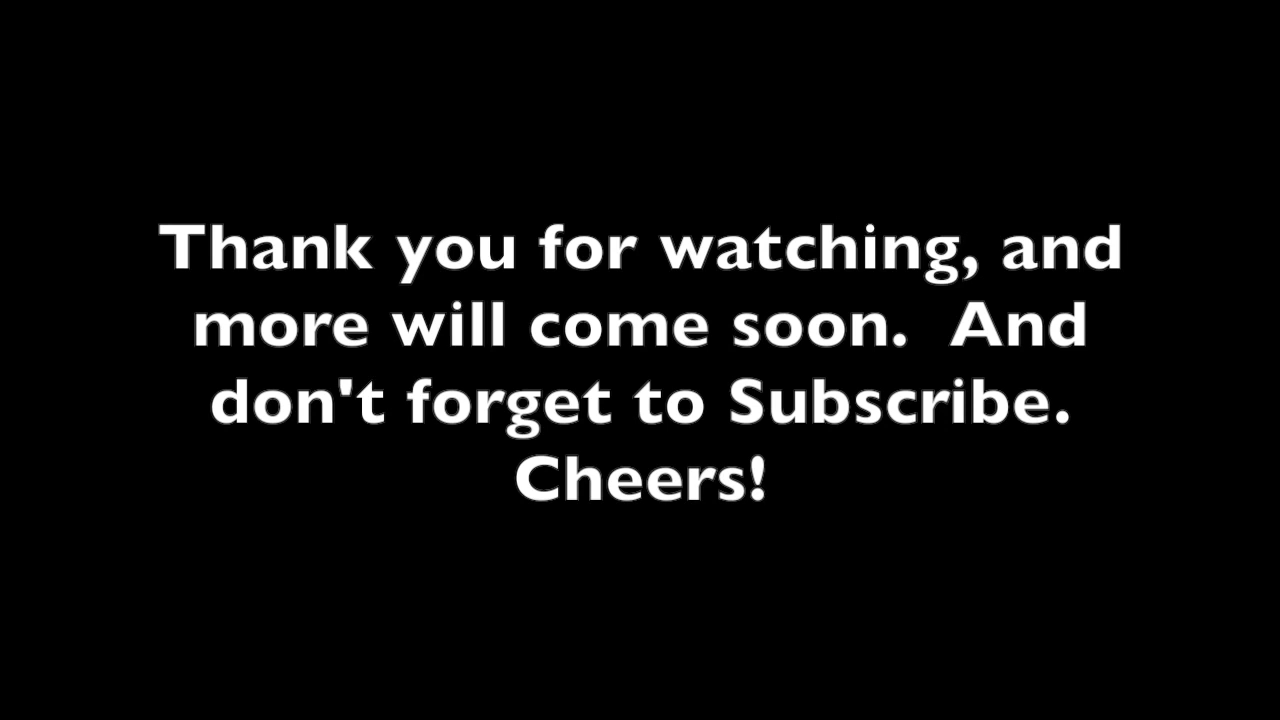 Thank you for watching, and
more will come soon.  And
don't forget to Subscribe.
Cheers!